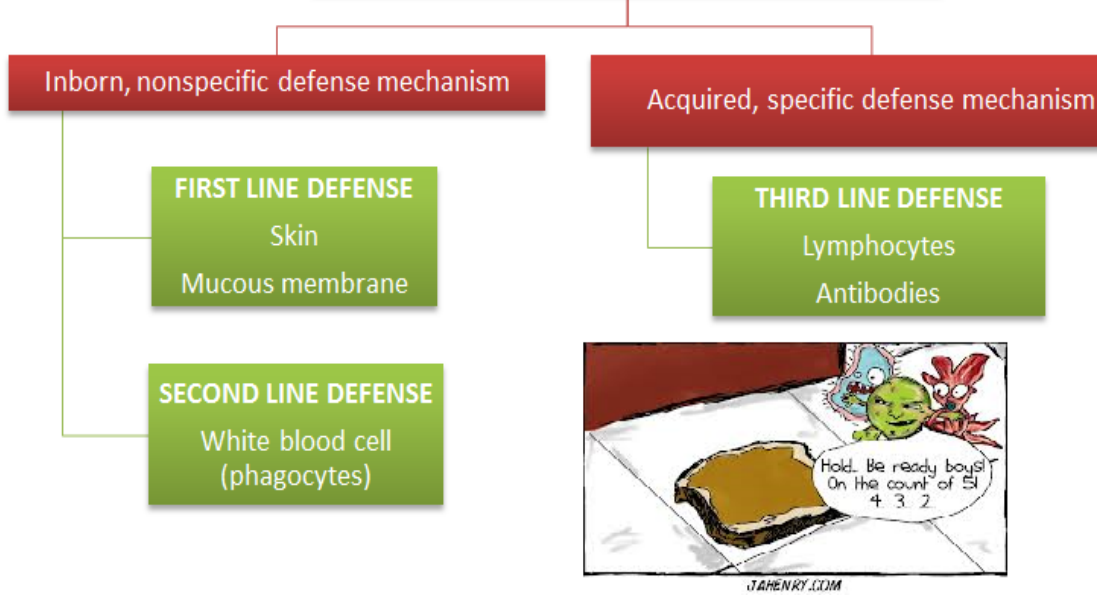 Inborn, nonspecific defense mechanism
Acquired, specific defense mechanism
FIRST LINE DEFENSE
Skin
Mucous membrane
THIRD LINE DEFENSE
Lymphocytes
Antibodies
SECOND LINE DEFENSE
White blood cell
(phagocytes)
Hold.. Be ready boys!
On the count of 5!
4 3 2
JAHENRY.COM